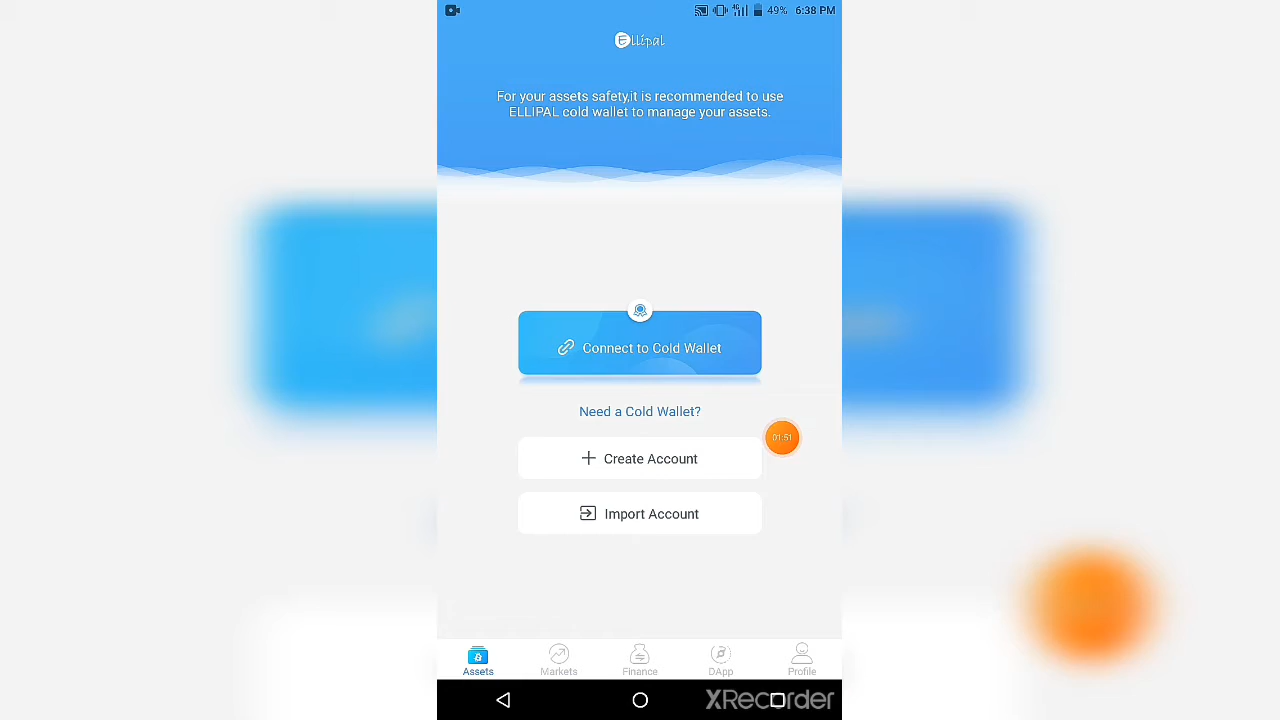 49% 6:38 PM
Ellipal
For your assets safety,it is recommended to use
ELLIPAL cold wallet to manage your assets.
Connect to Cold Wallet
Need a Cold Wallet?
01:51
Create Account
Import Account
Assets Markets Finance DApp Profile
XRecorder